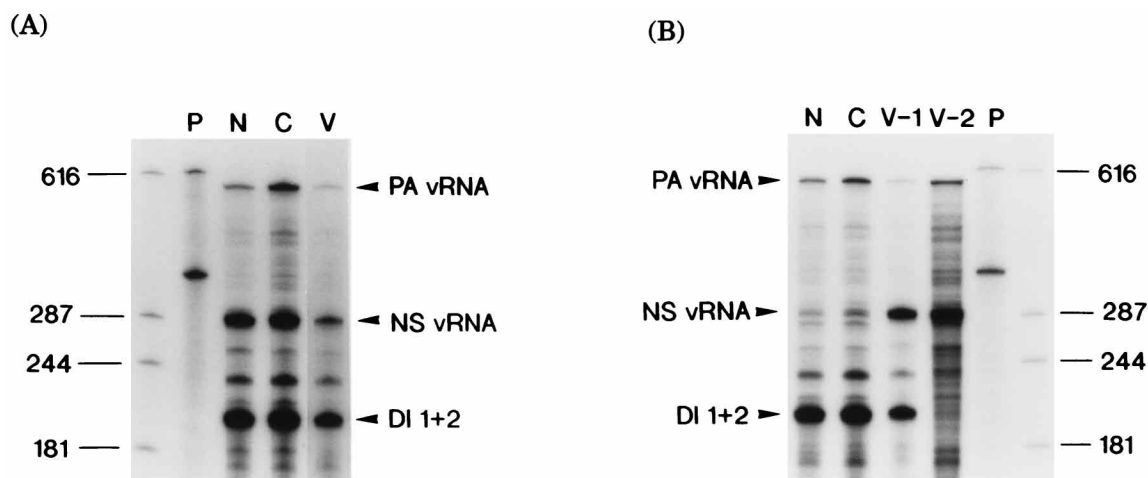 (A)
P N C V
616
PA vRNA
287
NS vRNA
244
DI 1+2
181
(B)
N C V-1 V-2 P
PA vRNA
616
NS vRNA
287
244
DI 1+2
181